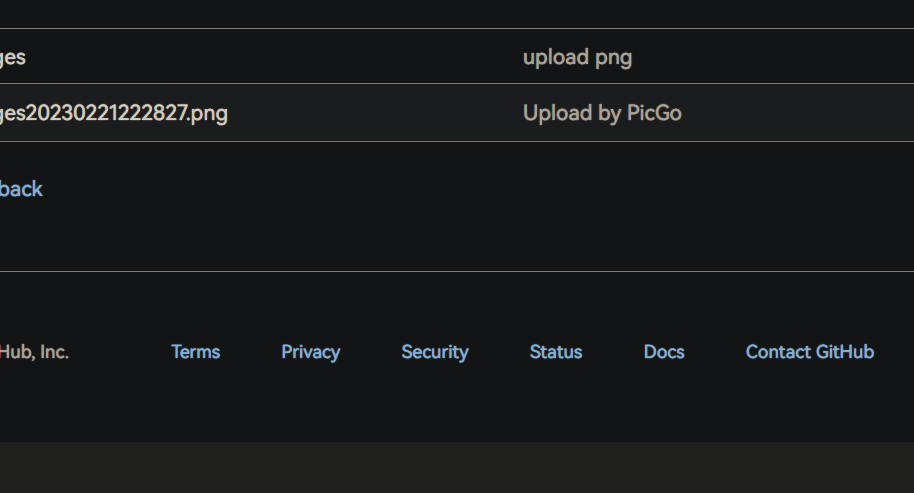 ges upload png
ges20230221222827.png Upload by PicGo
back
Hub, Inc. Terms Privacy Security Status Docs Contact GitHub